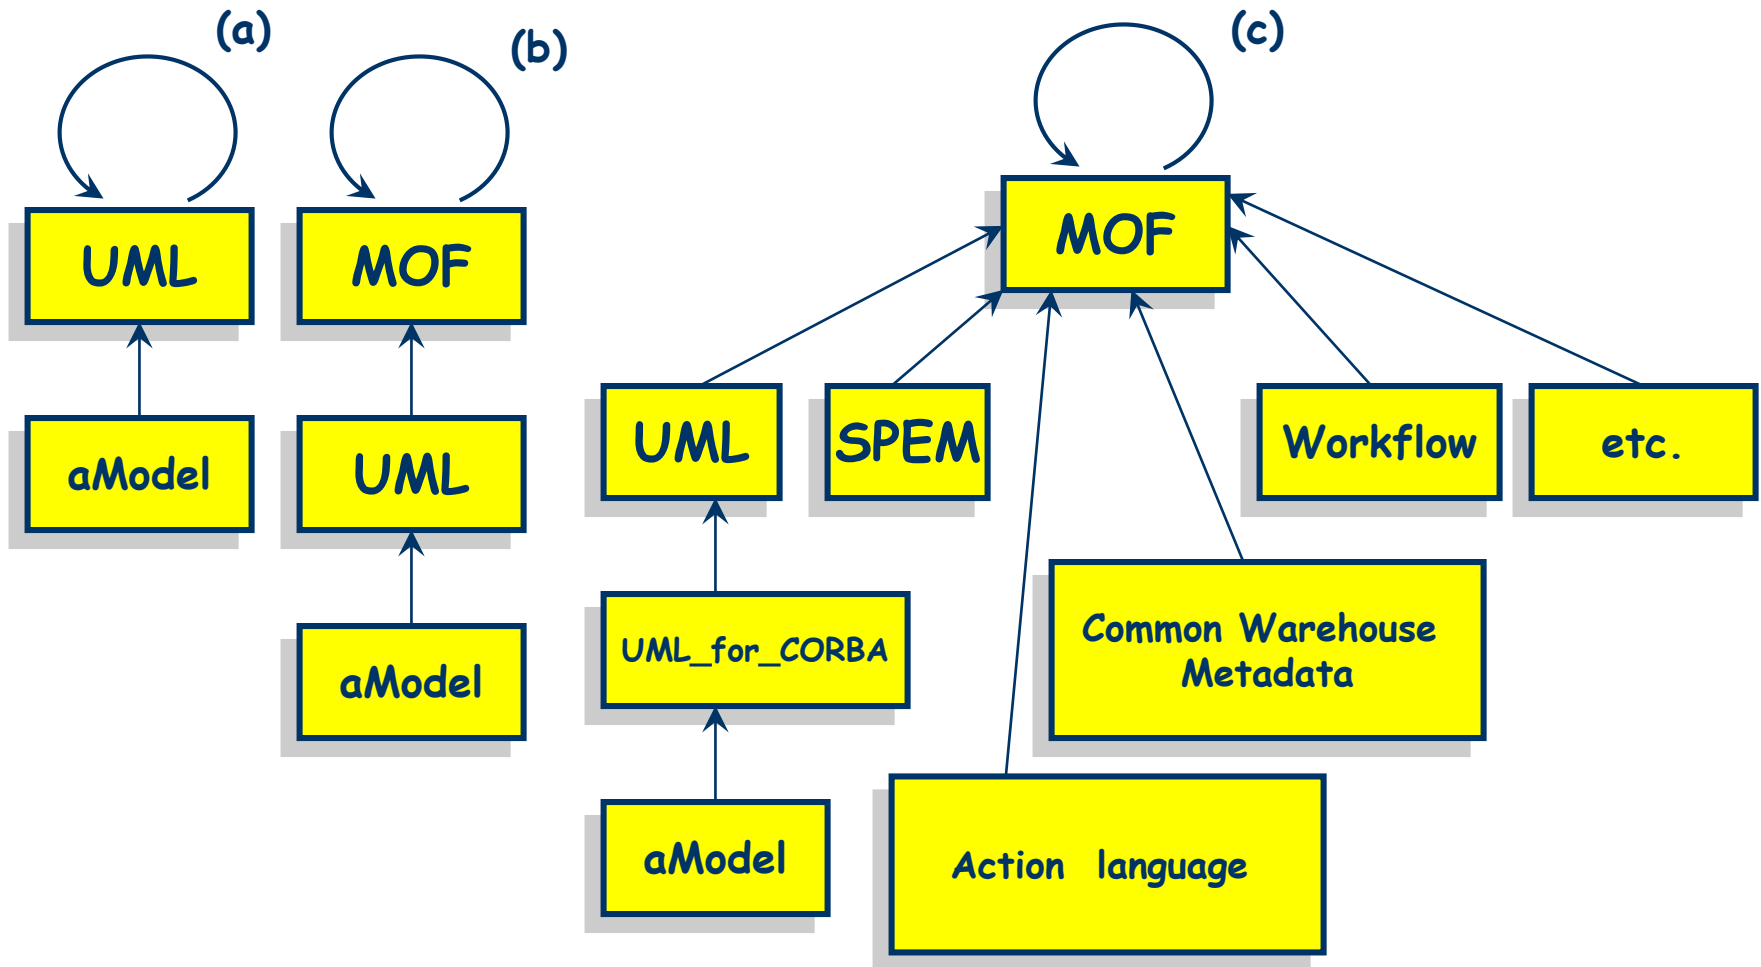 (a)
(b)
(c)
UML
MOF
MOF
aModel
UML
UML
SPEM
Workflow
etc.
aModel
UML_for_CORBA
Common Warehouse
Metadata
aModel
Action language